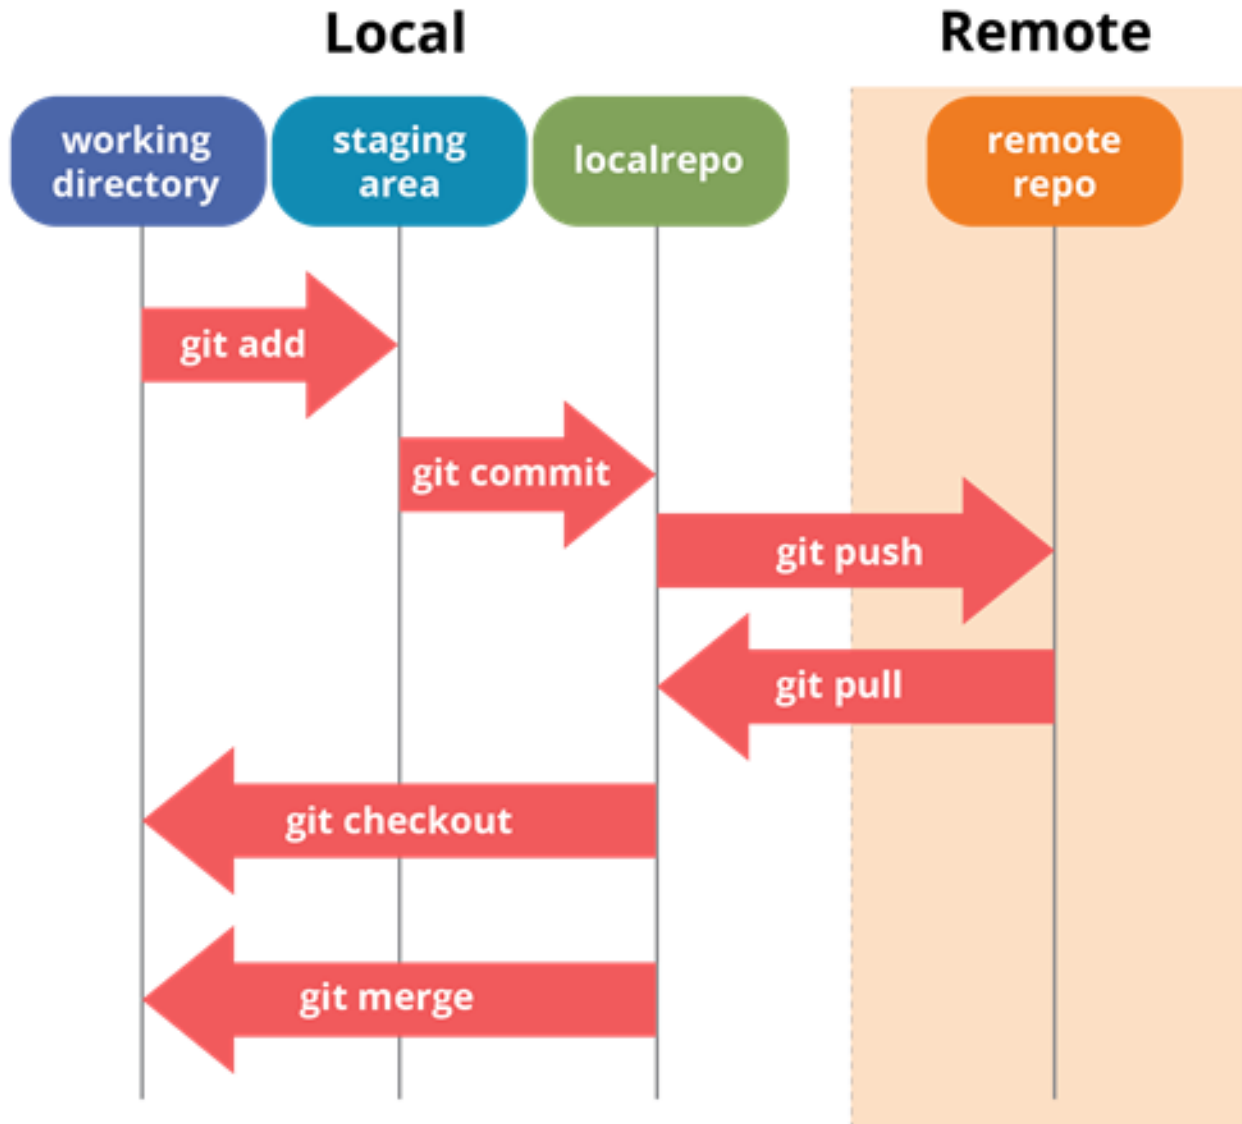 Local
Remote
working
directory
staging
area
localrepo
remote
repo
git add
git commit
git push
git pull
git checkout
git merge